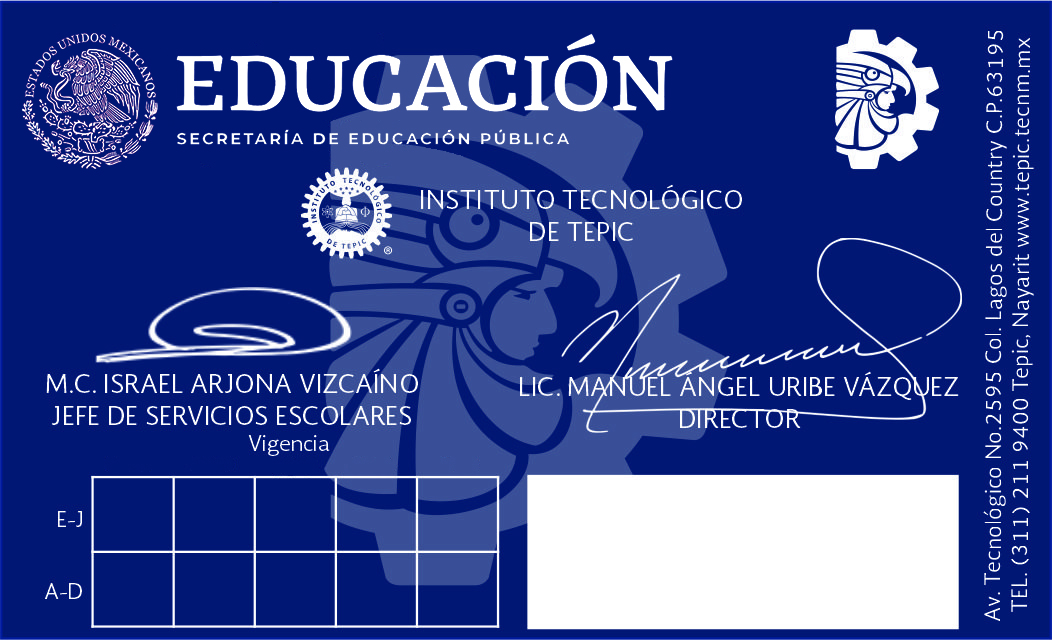 ESTADOS UNIDOS MEXICANOS
EDUCACIÓN
SECRETARÍA DE EDUCACIÓN PÚBLICA
INSTITUTO TECNOLÓGICO
DE TEPIC
®
INSTITUTO TECNOLÓGICO
DE TEPIC
M.C. ISRAEL ARJONA VIZCAÍNO
JEFE DE SERVICIOS ESCOLARES
Vigencia
LIC. MANUEL ÁNGEL URIBE VÁZQUEZ
DIRECTOR
E-J
A-D
Av. Tecnológico No.2595 Col. Lagos del Country C.P.63195
TEL. (311) 211 9400 Tepic, Nayarit www.tepic.tecnm.mx